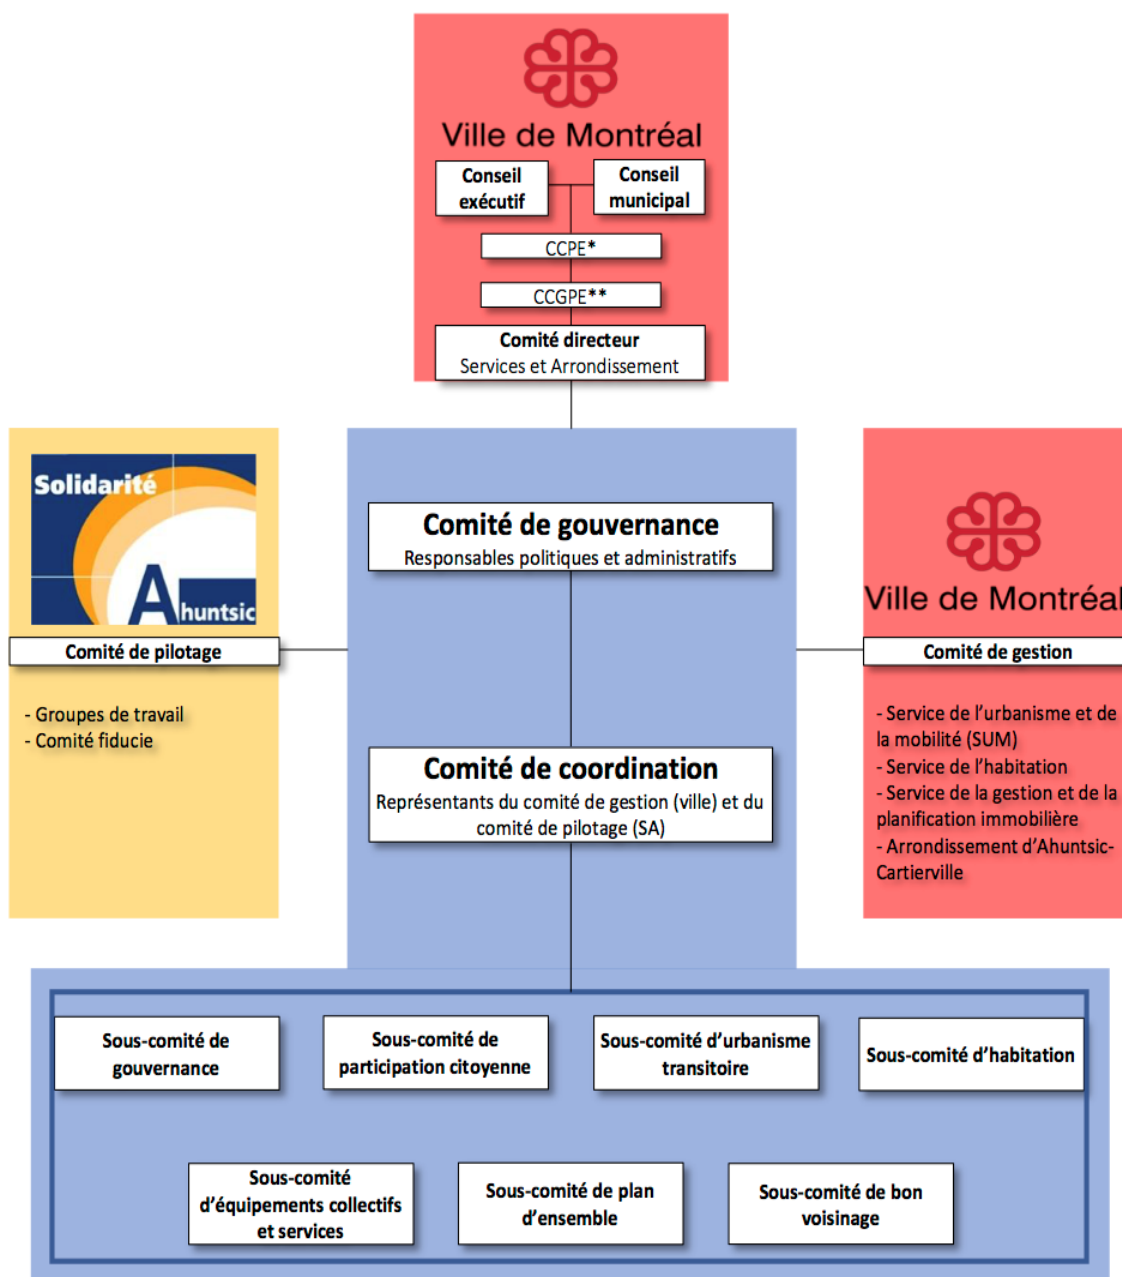 Ville de Montréal
Conseil
exécutif
Conseil
municipal
CCPE*
CCGPE**
Comité directeur
Services et Arrondissement
Solidarité
Ahuntsic
Comité de pilotage
- Groupes de travail
- Comité fiducie
Comité de gouvernance
Responsables politiques et administratifs
Comité de coordination
Représentants du comité de gestion (ville) et du
comité de pilotage (SA)
Ville de Montréal
Comité de gestion
- Service de l’urbanisme et de
la mobilité (SUM)
- Service de l’habitation
- Service de la gestion et de la
planification immobilière
- Arrondissement d’Ahuntsic-
Cartierville
Sous-comité de
gouvernance
Sous-comité de
participation citoyenne
Sous-comité d’urbanisme
transitoire
Sous-comité d’habitation
Sous-comité
d’équipements collectifs
et services
Sous-comité de plan
d’ensemble
Sous-comité de bon
voisinage